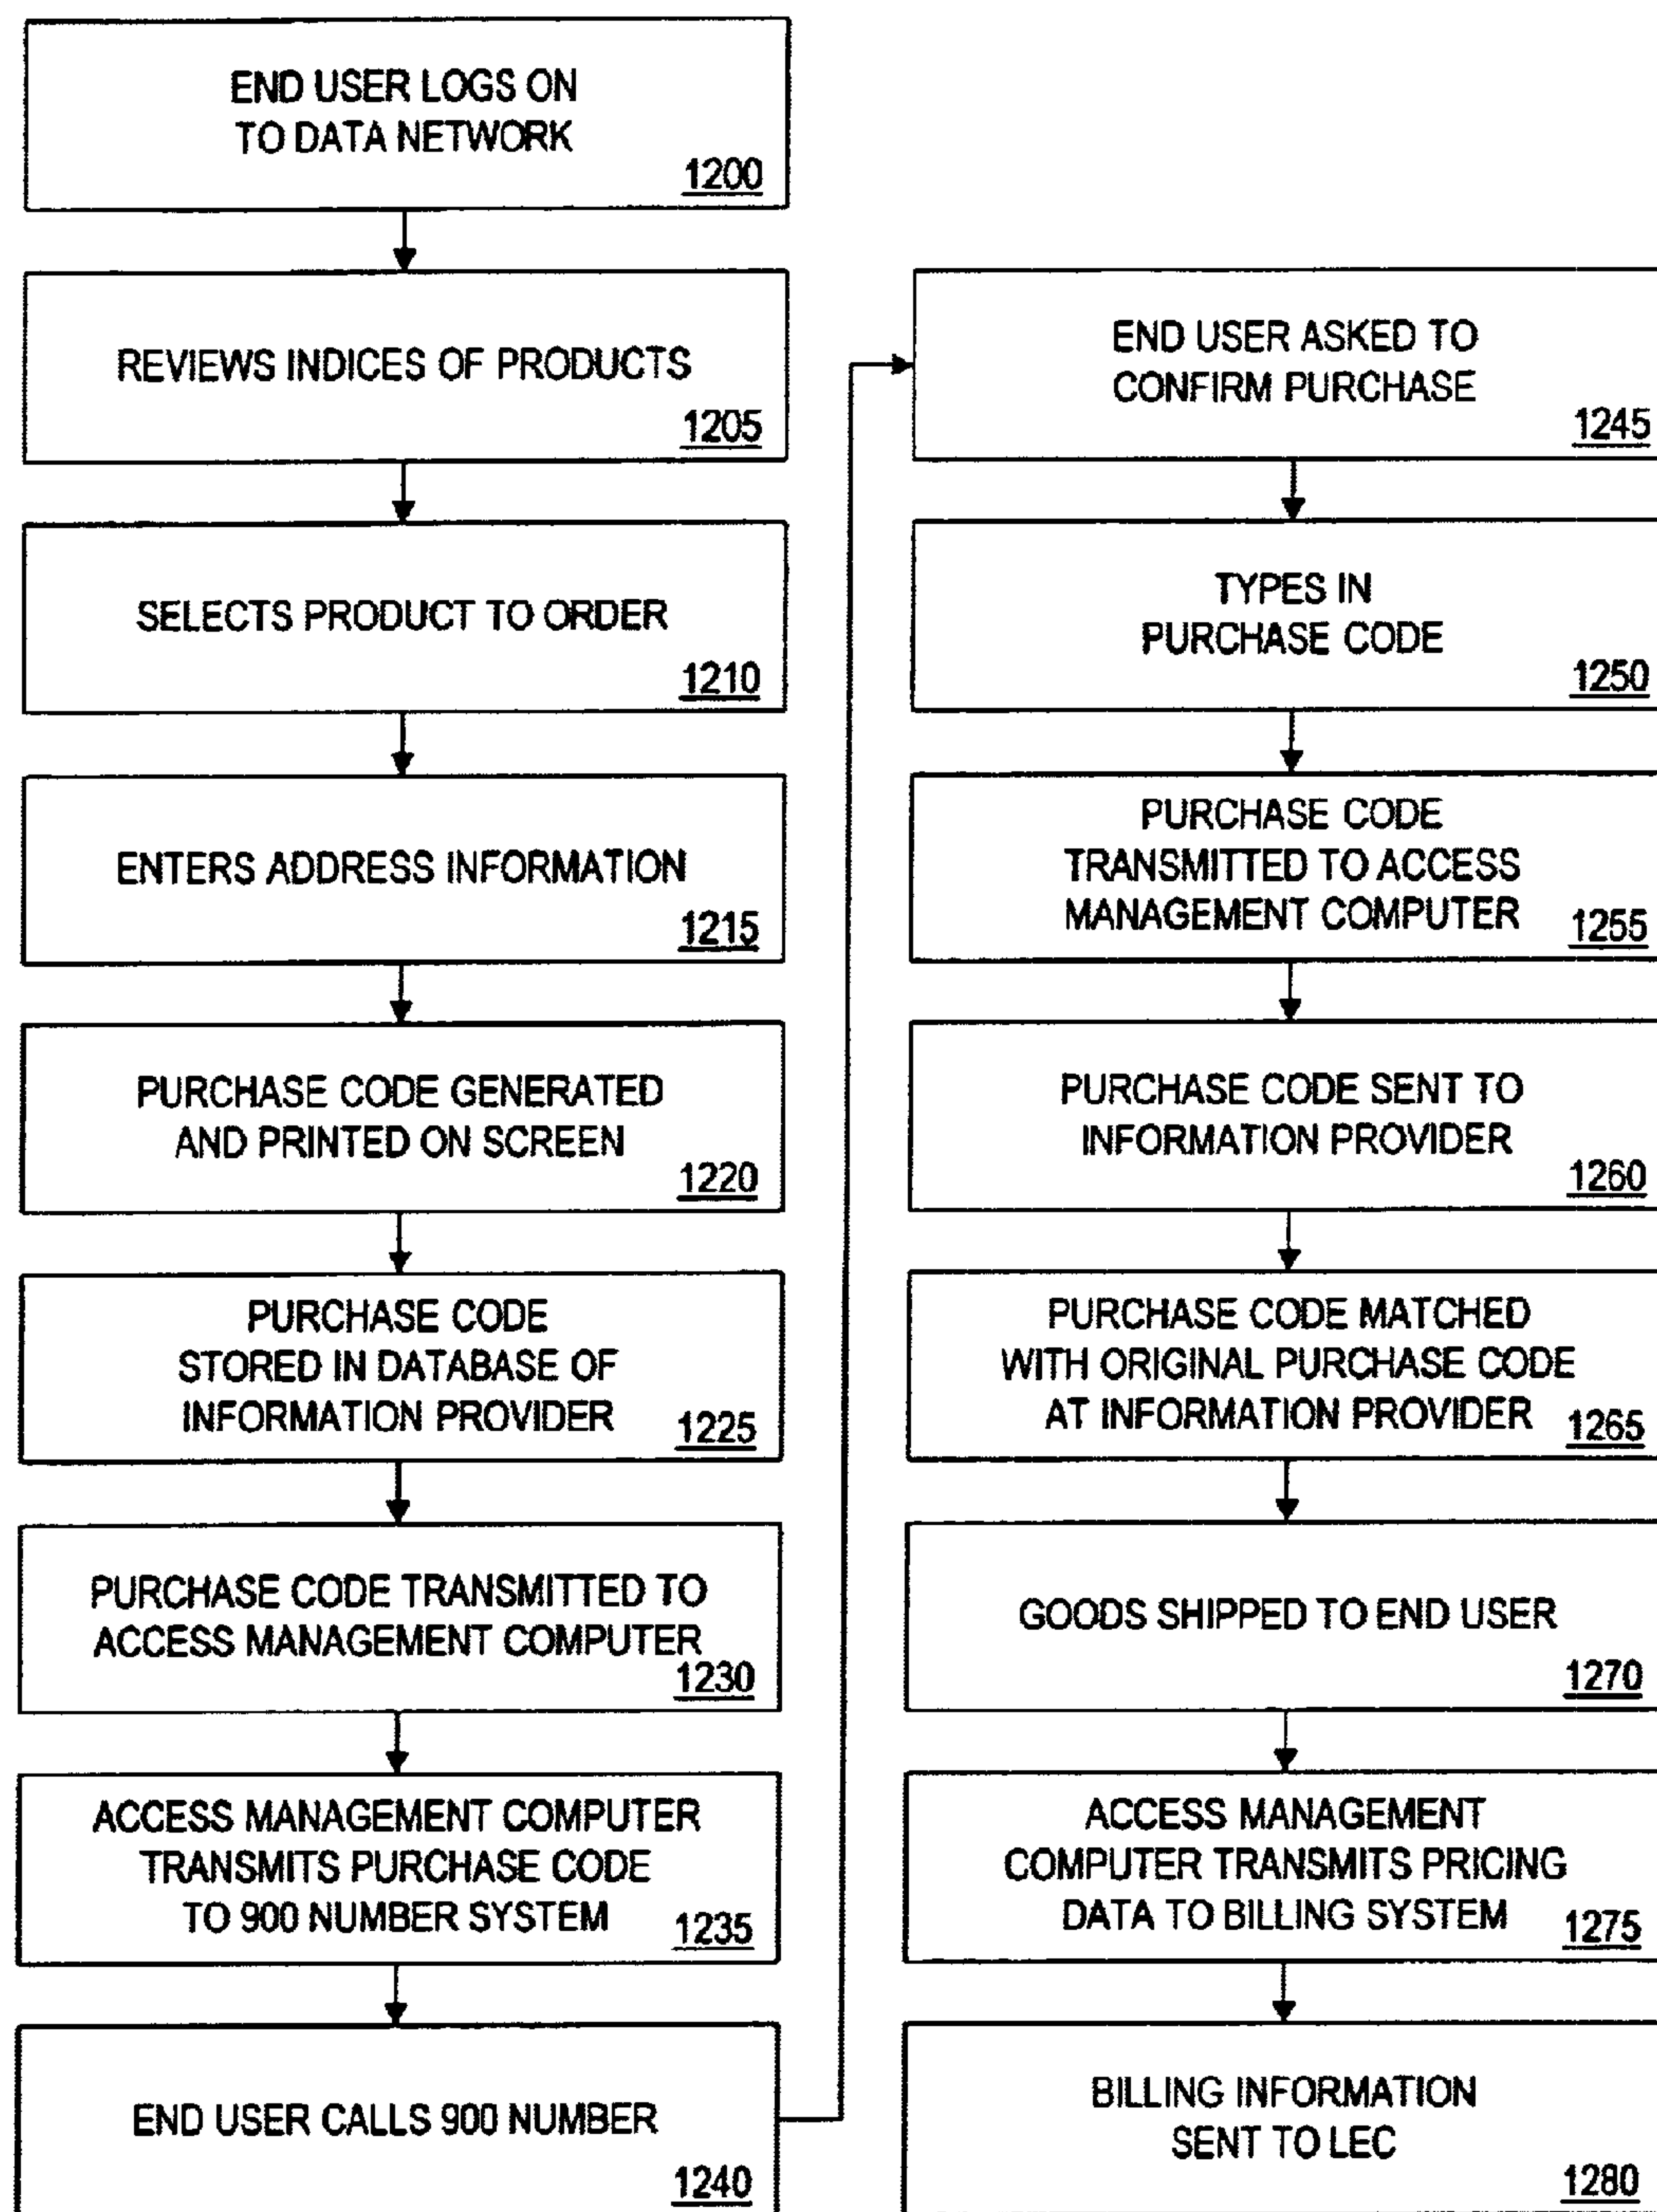 END USER LOGS ON
TO DATA NETWORK
1200
REVIEWS INDICES OF PRODUCTS
1205
SELECTS PRODUCT TO ORDER
1210
ENTERS ADDRESS INFORMATION
1215
PURCHASE CODE GENERATED
AND PRINTED ON SCREEN
1220
PURCHASE CODE
STORED IN DATABASE OF
INFORMATION PROVIDER
1225
PURCHASE CODE TRANSMITTED TO
ACCESS MANAGEMENT COMPUTER
1230
ACCESS MANAGEMENT COMPUTER
TRANSMITS PURCHASE CODE
TO 900 NUMBER SYSTEM
1235
END USER CALLS 900 NUMBER
1240
END USER ASKED TO
CONFIRM PURCHASE
1245
TYPES IN
PURCHASE CODE
1250
PURCHASE CODE
TRANSMITTED TO ACCESS
MANAGEMENT COMPUTER
1255
PURCHASE CODE SENT TO
INFORMATION PROVIDER
1260
PURCHASE CODE MATCHED
WITH ORIGINAL PURCHASE CODE
AT INFORMATION PROVIDER
1265
GOODS SHIPPED TO END USER
1270
ACCESS MANAGEMENT
COMPUTER TRANSMITS PRICING
DATA TO BILLING SYSTEM
1275
BILLING INFORMATION
SENT TO LEC
1280